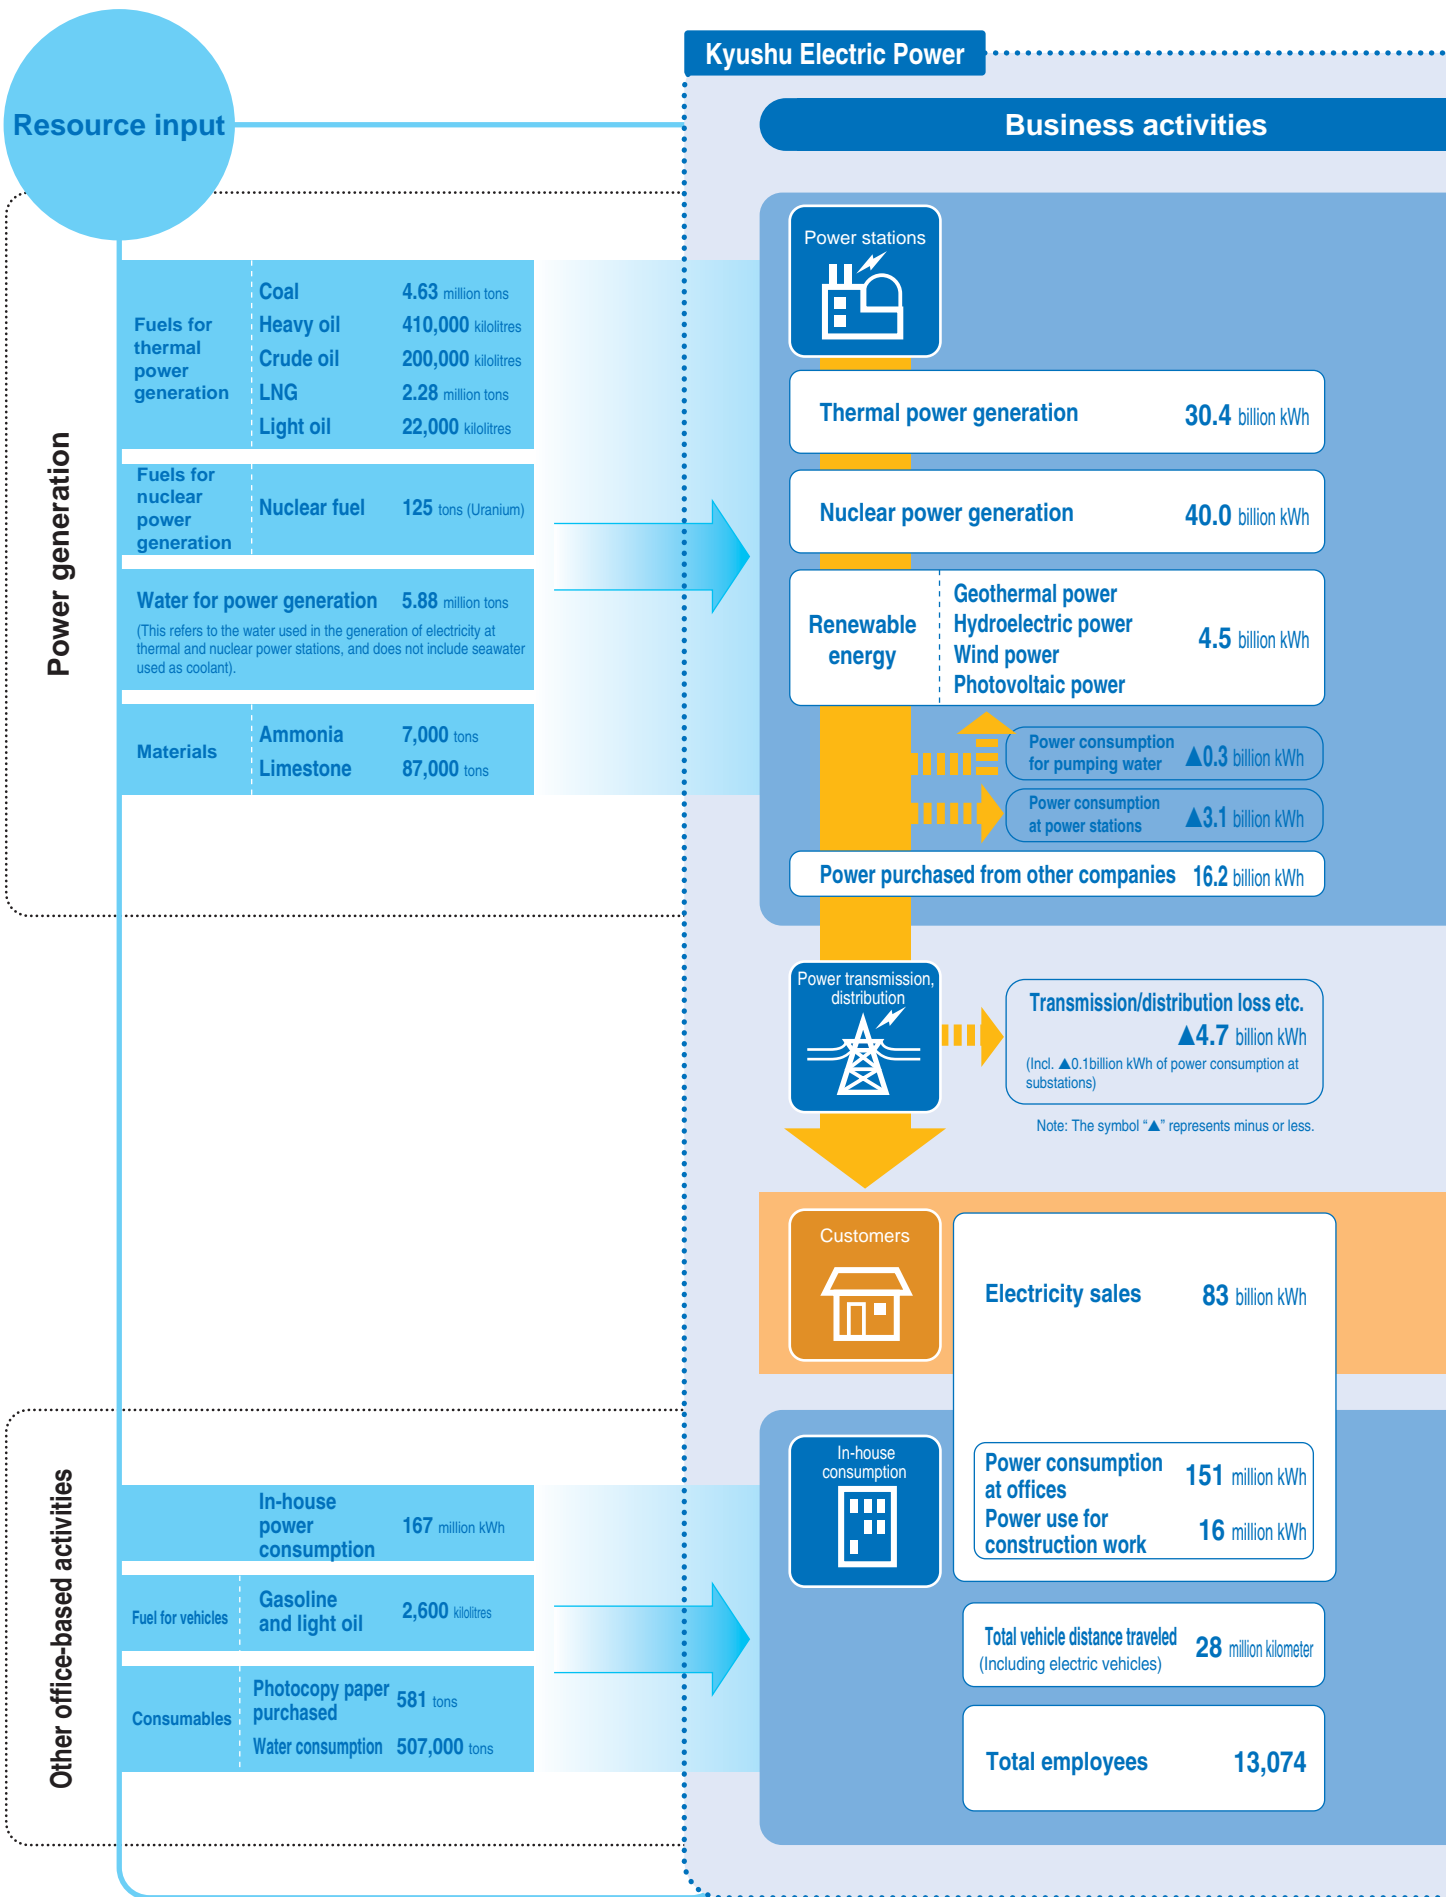 Resource input
Kyushu Electric Power
Business activities
Power generation
Fuels for
thermal
power
generation
Coal 4.63 million tons
Heavy oil 410,000 kilolitres
Crude oil 200,000 kilolitres
LNG 2.28 million tons
Light oil 22,000 kilolitres
Fuels for
nuclear
power
generation
Nuclear fuel 125 tons (Uranium)
Water for power generation 5.88 million tons
(This refers to the water used in the generation of electricity at
thermal and nuclear power stations, and does not include seawater
used as coolant).
Materials
Ammonia 7,000 tons
Limestone 87,000 tons
Power stations
Thermal power generation 30.4 billion kWh
Nuclear power generation 40.0 billion kWh
Renewable
energy
Geothermal power
Hydroelectric power
Wind power
Photovoltaic power
4.5 billion kWh
Power consumption
for pumping water
▲0.3 billion kWh
Power consumption
at power stations
▲3.1 billion kWh
Power purchased from other companies 16.2 billion kWh
Power transmission,
distribution
Transmission/distribution loss etc.
▲4.7 billion kWh
(Incl. ▲0.1billion kWh of power consumption at
substations)
Note: The symbol “▲” represents minus or less.
Customers
Electricity sales 83 billion kWh
Other office-based activities
In-house
power
consumption
167 million kWh
Fuel for vehicles
Gasoline
and light oil
2,600 kilolitres
Consumables
Photocopy paper
purchased
581 tons
Water consumption 507,000 tons
In-house
consumption
Power consumption
at offices
151 million kWh
Power use for
construction work
16 million kWh
Total vehicle distance traveled
(Including electric vehicles)
28 million kilometer
Total employees 13,074